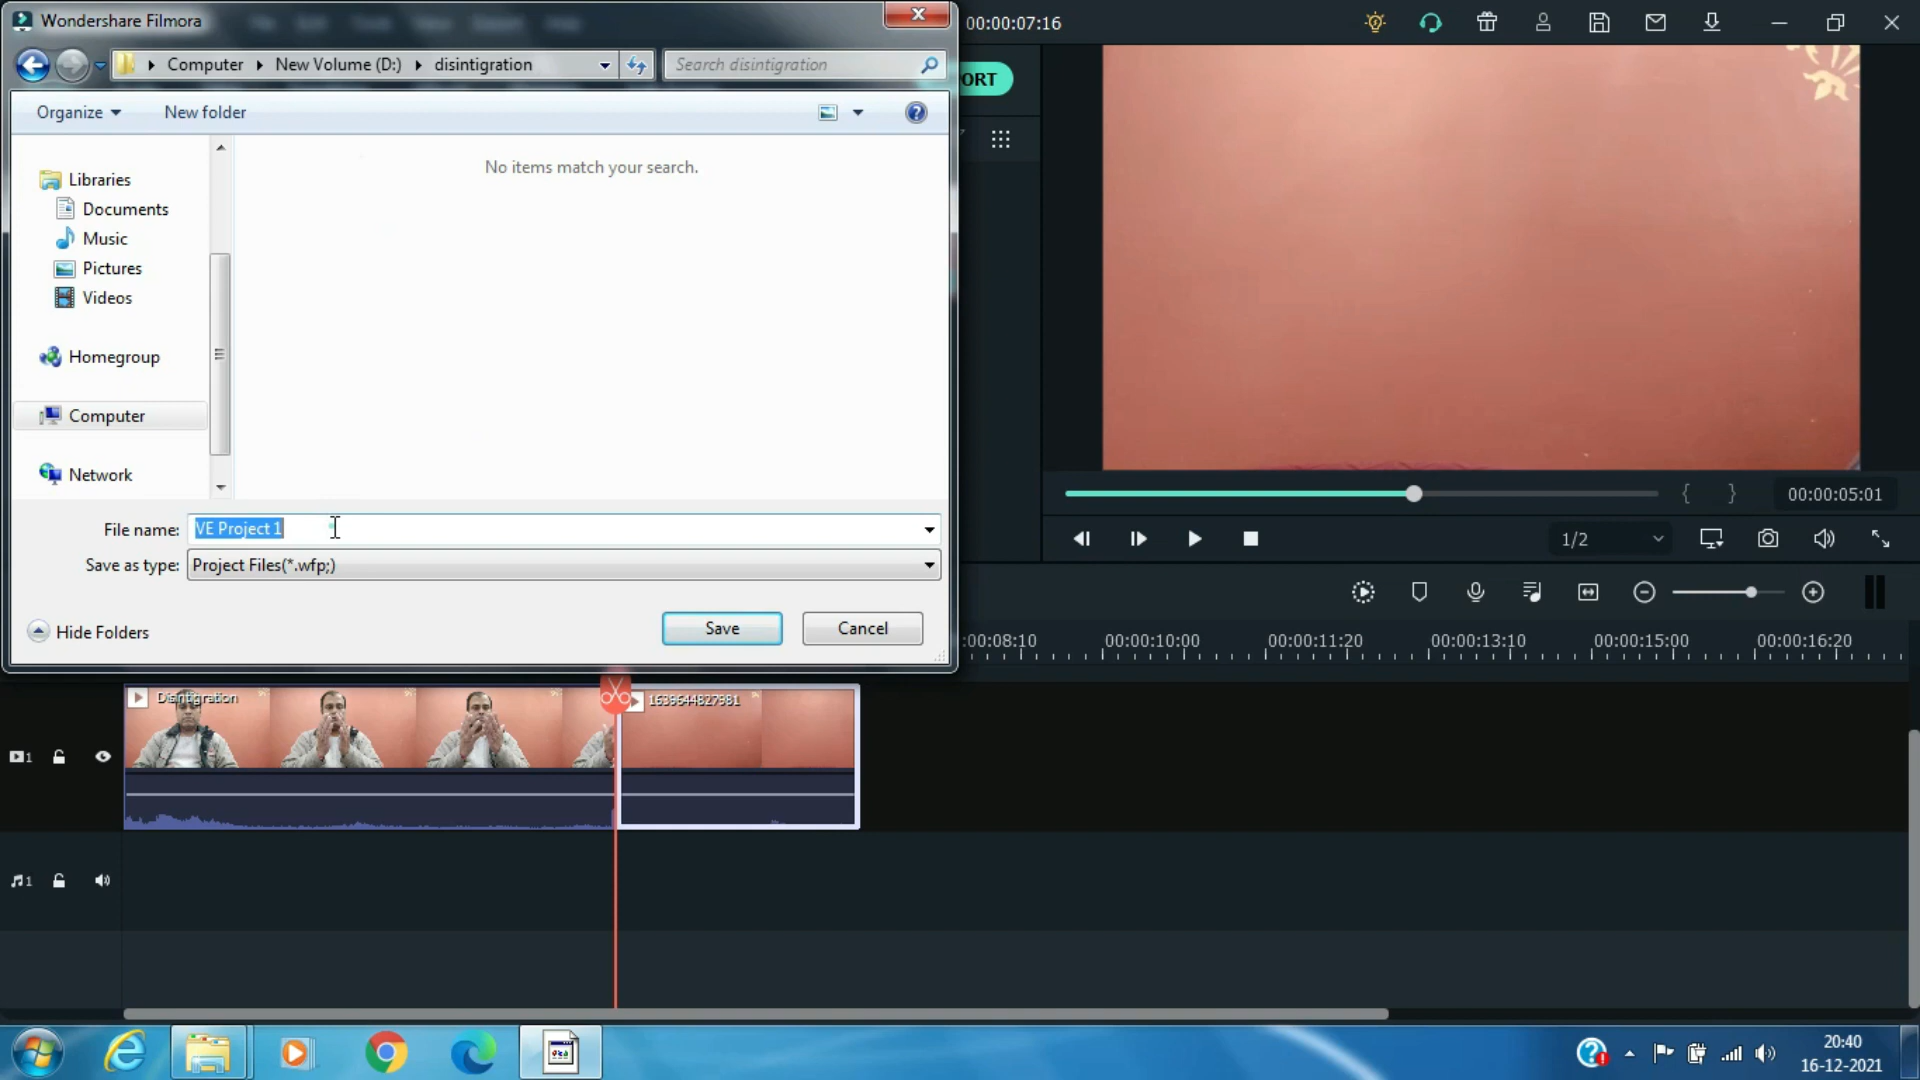 Wondershare Filmora
00:00:07:16
Computer
New Volume (D:)
disintigration
Search disintigration
ORT
Organize
New folder
No items match your search.
Libraries
Documents
Music
Pictures
Videos
Homegroup
Computer
Network
File name:
VE Project 1
Save as type:
Project Files(*.wfp;)
Hide Folders
Save
Cancel
00:00:05:01
1/2
:00:08:10
00:00:10:00
00:00:11:20
00:00:13:10
00:00:15:00
00:00:16:20
Disintigration
1639644827981
1
1
20:40
16-12-2021